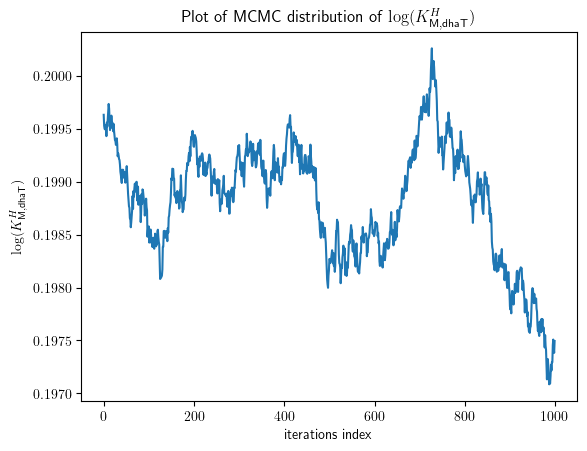 Plot of MCMC distribution of log(K^H_M,dhaT)
log(K^H_M,dhaT)
0.2000
0.1995
0.1990
0.1985
0.1980
0.1975
0.1970
0 200 400 600 800 1000
iterations index